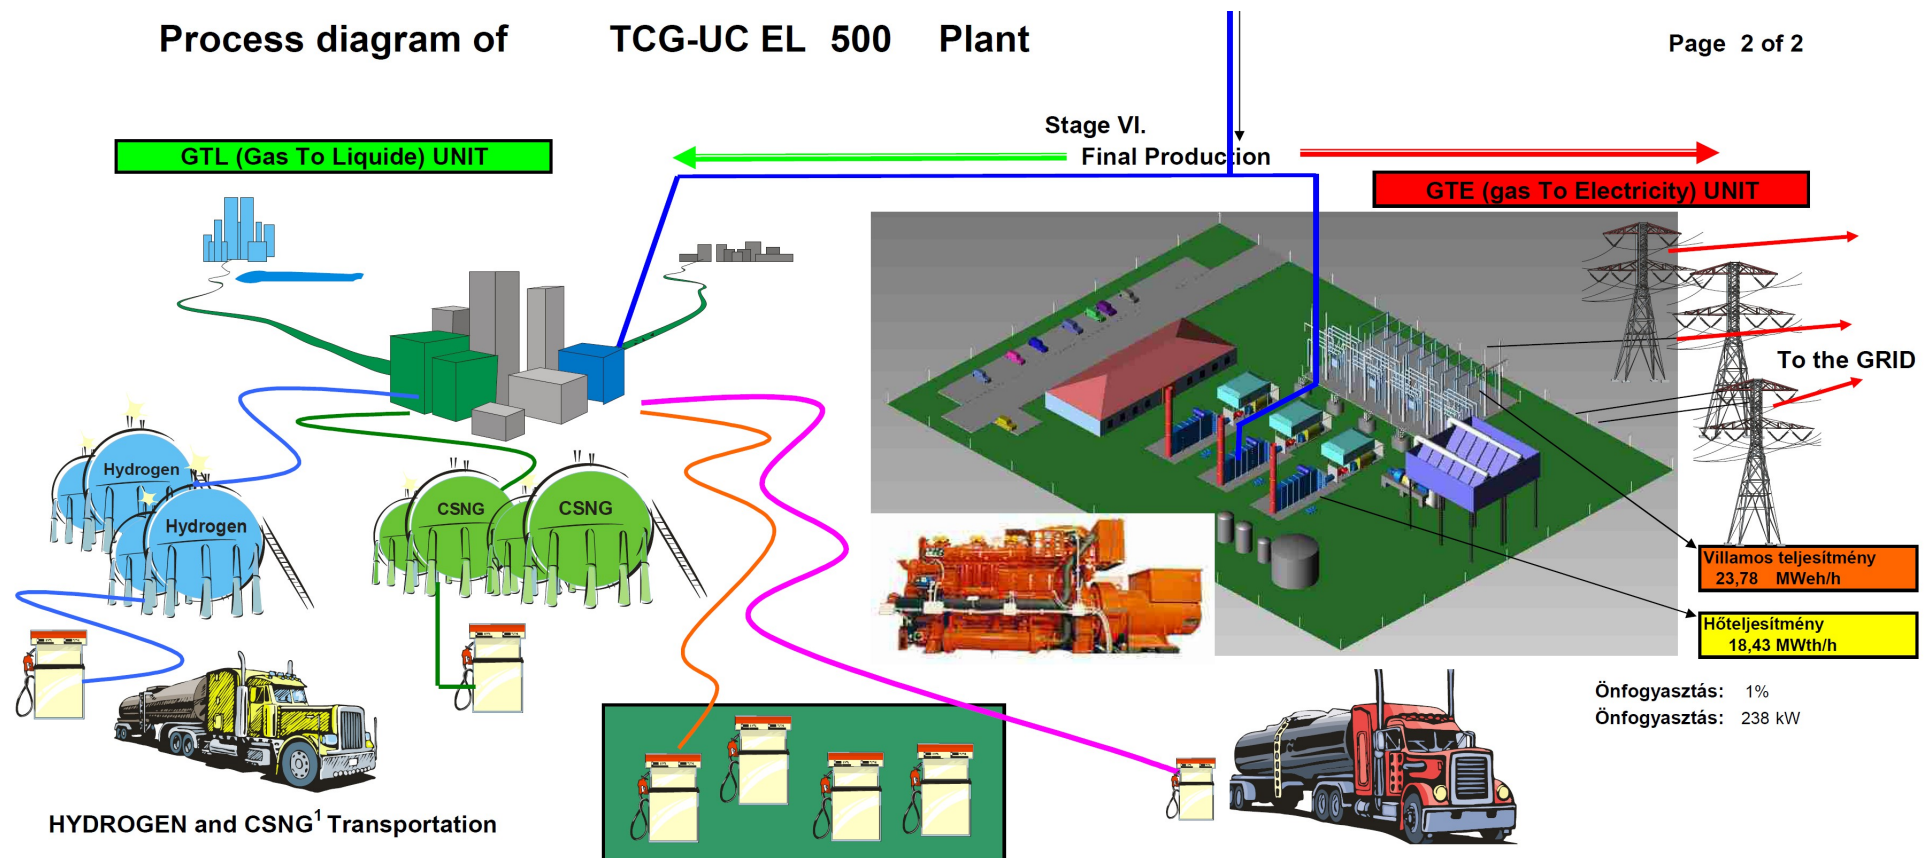 Process diagram of TCG-UC EL 500 Plant
Page 2 of 2
Stage VI.
Final Production
GTL (Gas To Liquide) UNIT
GTE (gas To Electricity) UNIT
To the GRID
Hydrogen
Hydrogen
CSNG
CSNG
Villamos teljesítmény
23,78 MWeh/h
Hőteljesítmény
18,43 MWth/h
Önfogyasztás: 1%
Önfogyasztás: 238 kW
HYDROGEN and CSNG¹ Transportation